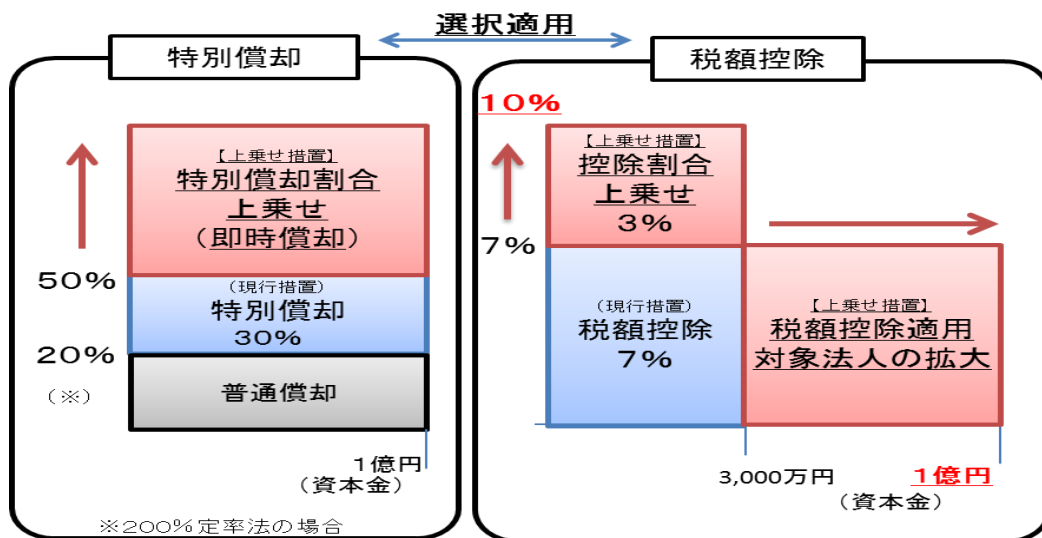 選択適用
特別償却
【上乗せ措置】
特別償却割合
上乗せ
(即時償却)
50%
(現行措置)
特別償却
30%
20%
(※)
普通償却
1億円
(資本金)
※200%定率法の場合
税額控除
10%
【上乗せ措置】
控除割合
上乗せ
3%
7%
(現行措置)
税額控除
7%
【上乗せ措置】
税額控除適用
対象法人の拡大
3,000万円
1億円
(資本金)